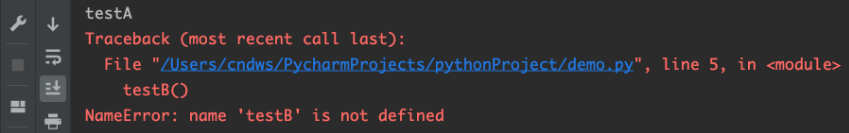 testA
Traceback (most recent call last):
  File "/Users/cndws/PycharmProjects/pythonProject/demo.py", line 5, in <module>
    testB()
NameError: name 'testB' is not defined